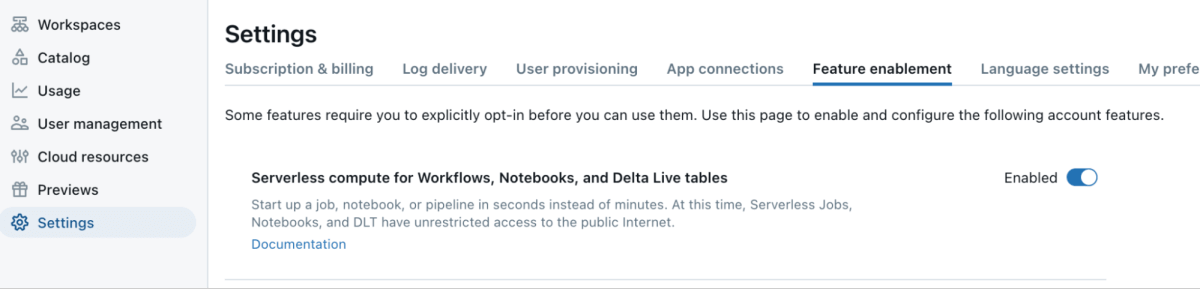 Workspaces
Catalog
Usage
User management
Cloud resources
Previews
Settings
Settings
Subscription & billing Log delivery User provisioning App connections Feature enablement Language settings My prefe
Some features require you to explicitly opt-in before you can use them. Use this page to enable and configure the following account features.
Serverless compute for Workflows, Notebooks, and Delta Live tables
Enabled
Start up a job, notebook, or pipeline in seconds instead of minutes. At this time, Serverless Jobs,
Notebooks, and DLT have unrestricted access to the public Internet.
Documentation